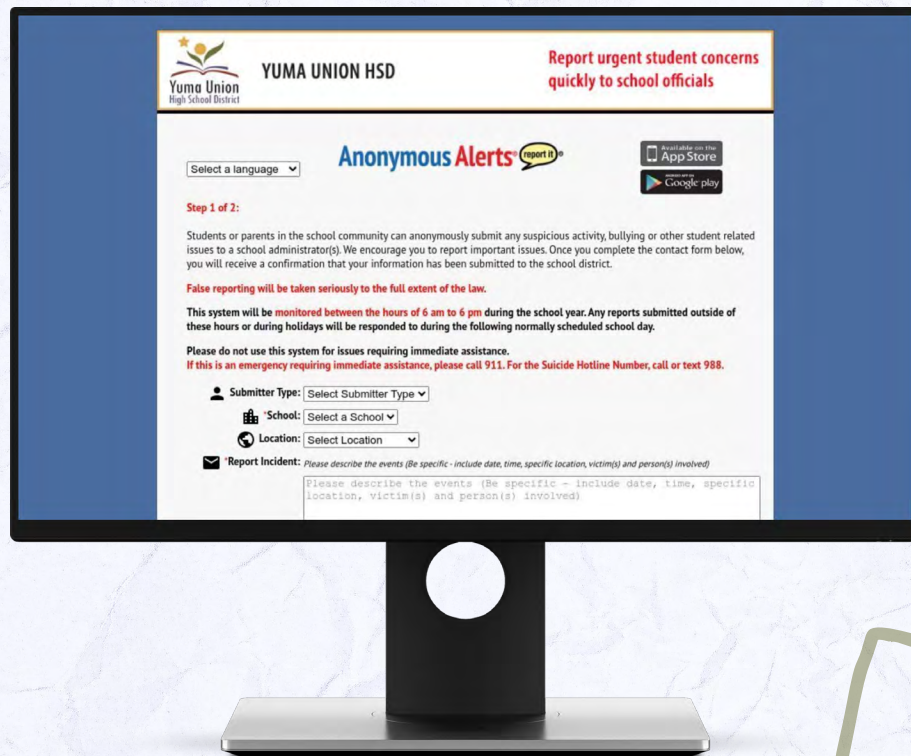 Yuma Union
High School District
YUMA UNION HSD
Report urgent student concerns
quickly to school officials
Select a language
Anonymous Alerts® report it®
Available on the
App Store
Google play
Step 1 of 2:
Students or parents in the school community can anonymously submit any suspicious activity, bullying or other student related
issues to a school administrator(s). We encourage you to report important issues. Once you complete the contact form below,
you will receive a confirmation that your information has been submitted to the school district.
False reporting will be taken seriously to the full extent of the law.
This system will be monitored between the hours of 6 am to 6 pm during the school year. Any reports submitted outside of
these hours or during holidays will be responded to during the following normally scheduled school day.
Please do not use this system for issues requiring immediate assistance.
If this is an emergency requiring immediate assistance, please call 911. For the Suicide Hotline Number, call or text 988.
Submitter Type: Select Submitter Type
*School: Select a School
Location: Select Location
*Report Incident: Please describe the events (Be specific - include date, time, specific location, victim(s) and person(s) involved)
Please describe the events (Be specific - include date, time, specific
location, victim(s) and person(s) involved)